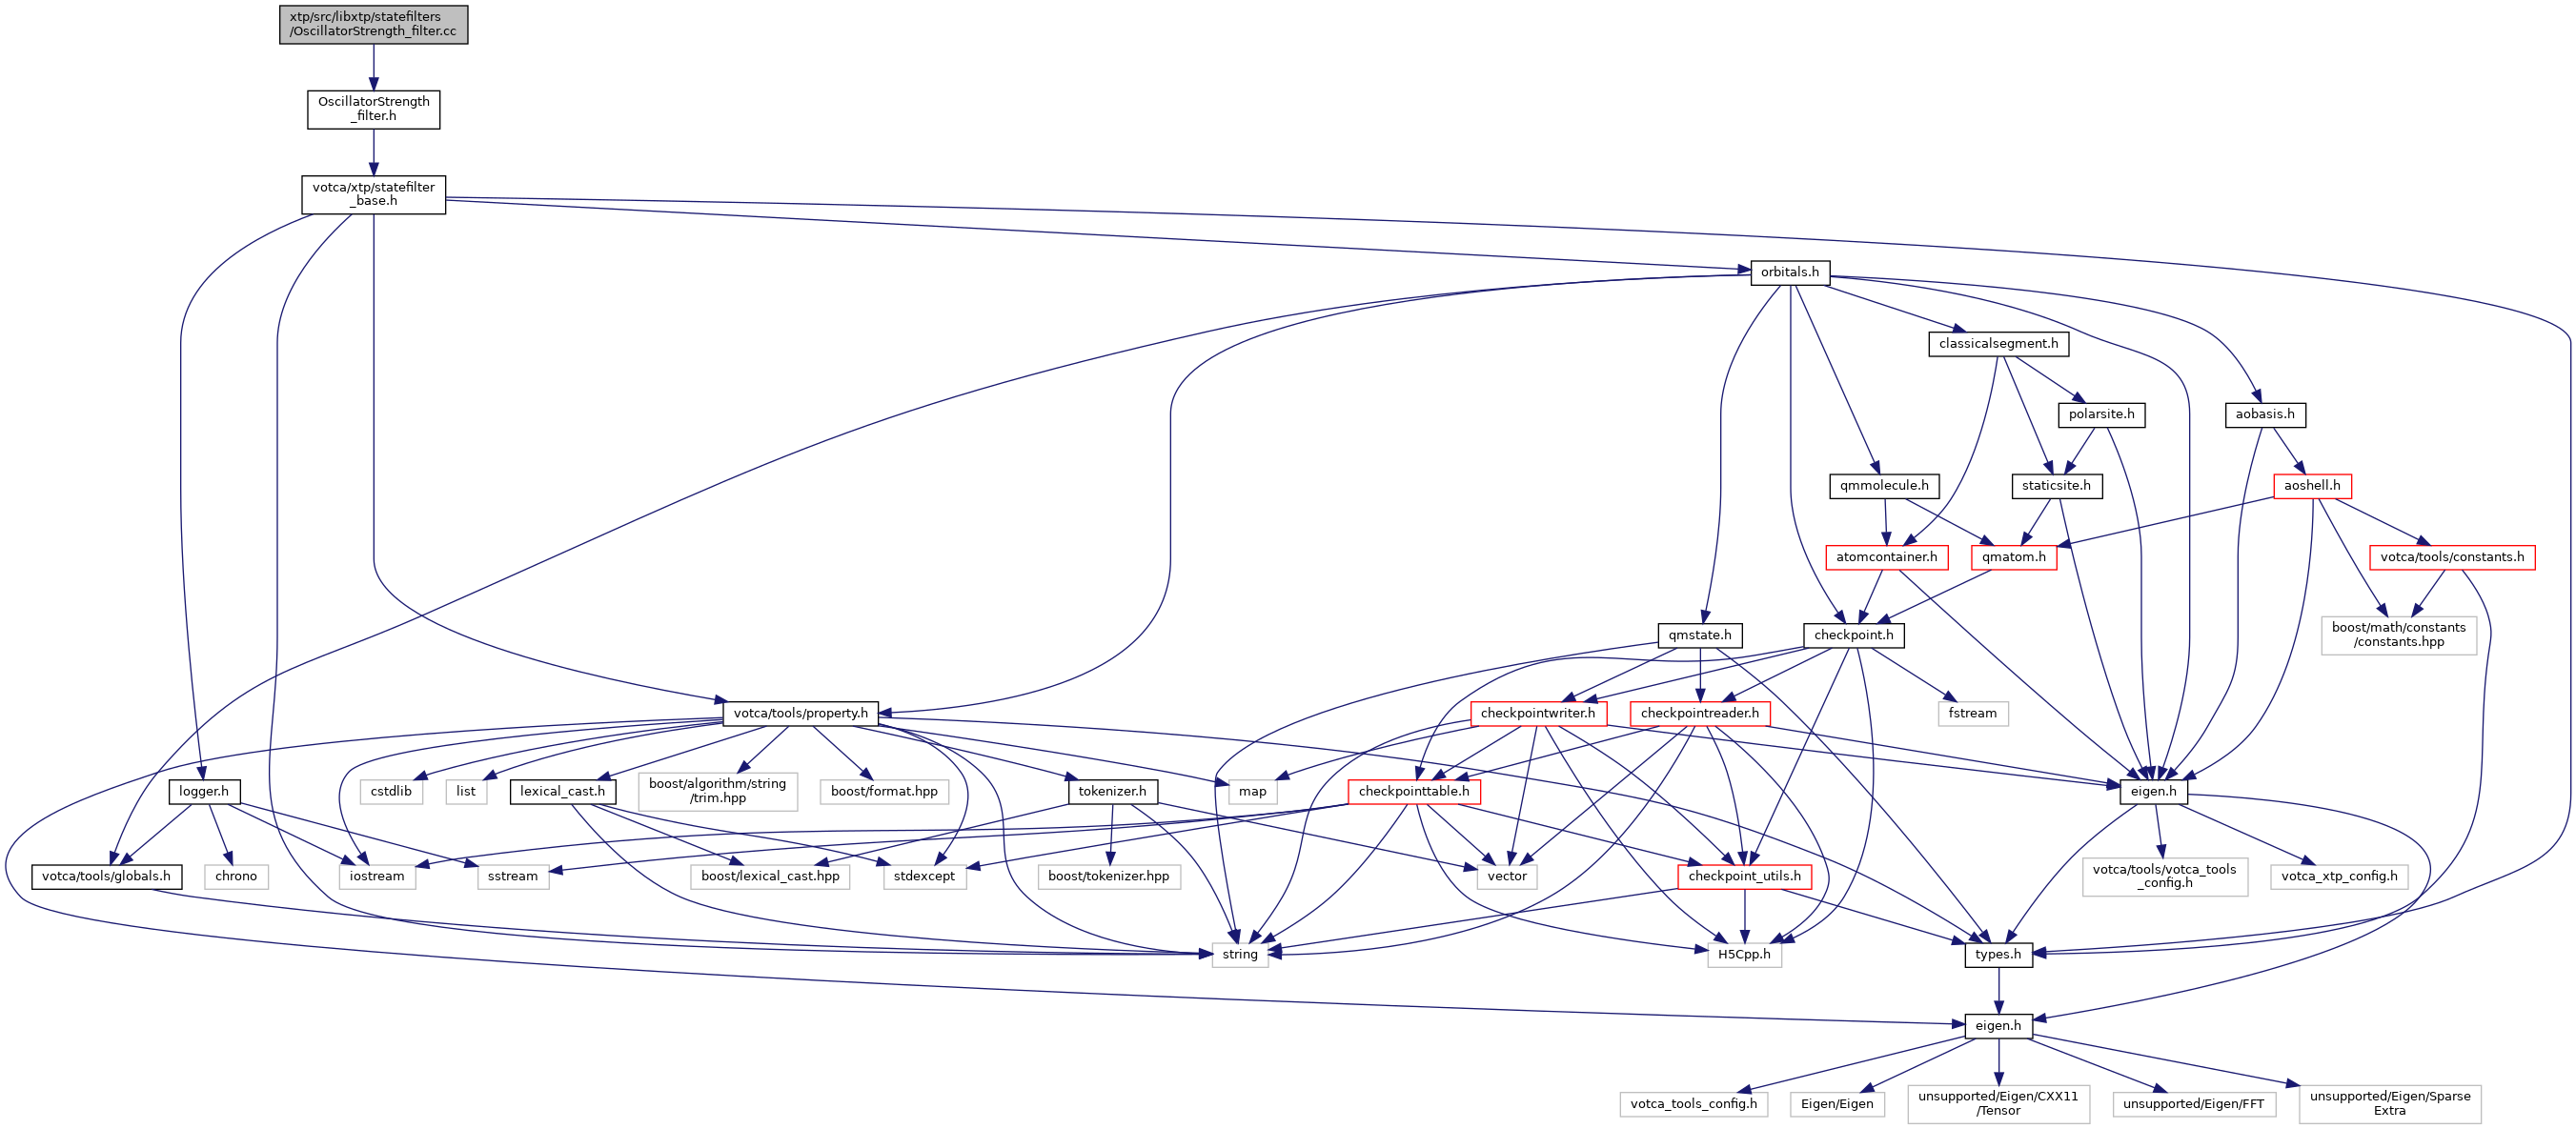 xtp/src/libxtp/statefilters
/OscillatorStrength_filter.cc
OscillatorStrength
_filter.h
votca/xtp/statefilter
_base.h
orbitals.h
classicalsegment.h
polarsite.h
aobasis.h
qmmolecule.h
staticsite.h
aoshell.h
atomcontainer.h
qmatom.h
votca/tools/constants.h
qmstate.h
checkpoint.h
boost/math/constants
/constants.hpp
votca/tools/property.h
checkpointwriter.h
checkpointreader.h
fstream
logger.h
cstdlib
list
lexical_cast.h
boost/algorithm/string
/trim.hpp
boost/format.hpp
tokenizer.h
map
checkpointtable.h
eigen.h
votca/tools/globals.h
chrono
iostream
sstream
boost/lexical_cast.hpp
stdexcept
boost/tokenizer.hpp
vector
checkpoint_utils.h
votca/tools/votca_tools
_config.h
votca_xtp_config.h
string
H5Cpp.h
types.h
eigen.h
votca_tools_config.h
Eigen/Eigen
unsupported/Eigen/CXX11
/Tensor
unsupported/Eigen/FFT
unsupported/Eigen/Sparse
Extra